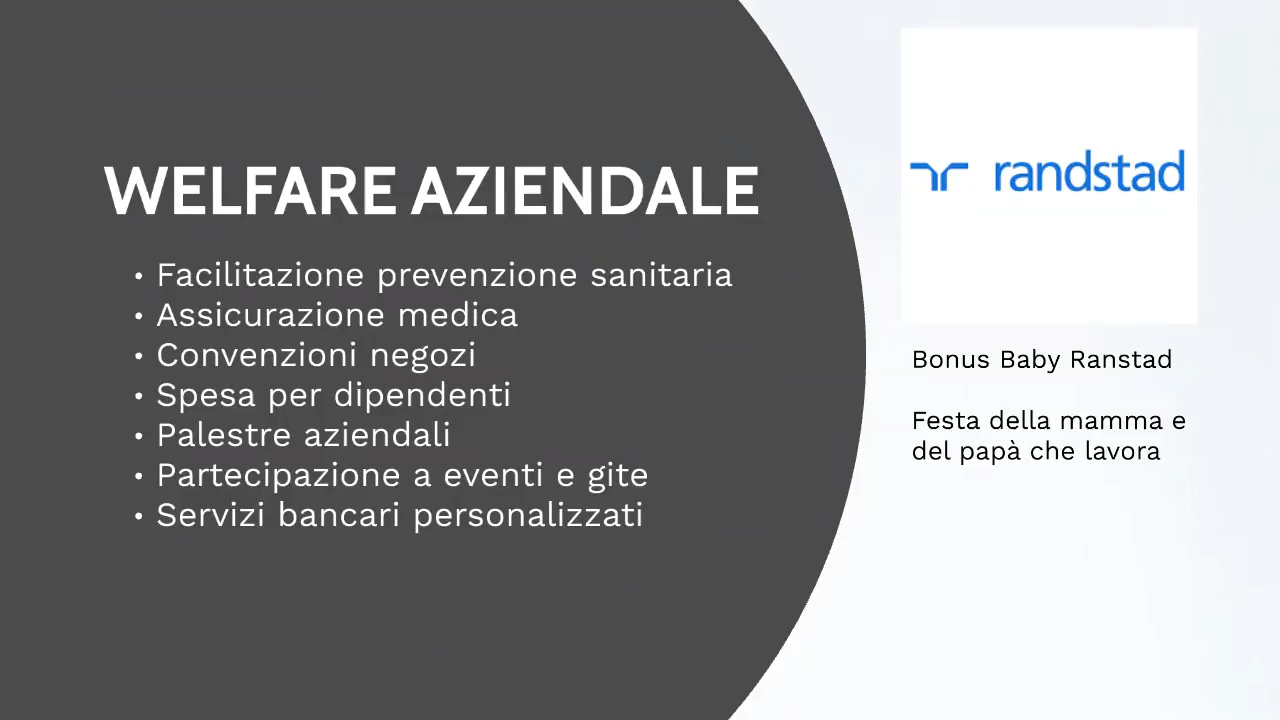 WELFARE AZIENDALE
• Facilitazione prevenzione sanitaria
• Assicurazione medica
• Convenzioni negozi
• Spesa per dipendenti
• Palestre aziendali
• Partecipazione a eventi e gite
• Servizi bancari personalizzati
randstad
Bonus Baby Ranstad
Festa della mamma e
del papà che lavora